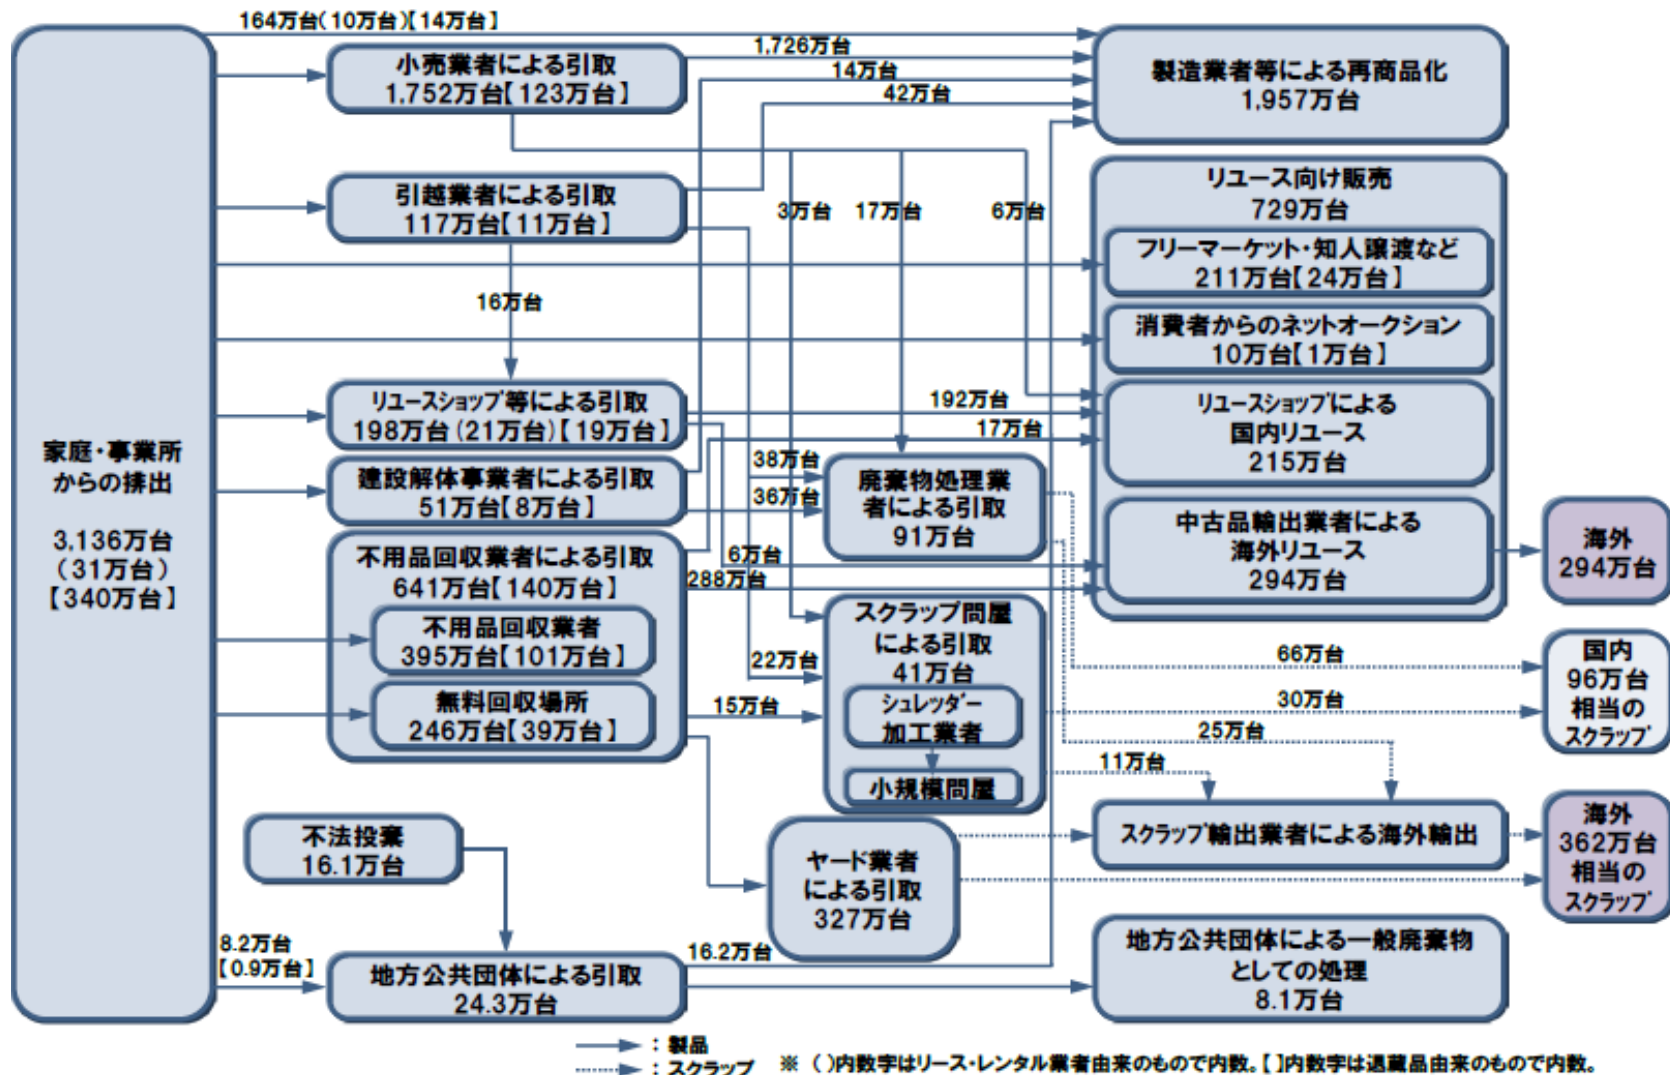 164万台(10万台)【14万台】
小売業者による引取
1,752万台【123万台】
1,726万台
14万台
42万台
製造業者等による再商品化
1,957万台
引越業者による引取
117万台【11万台】
3万台
17万台
6万台
リユース向け販売
729万台
フリーマーケット・知人譲渡など
211万台【24万台】
16万台
消費者からのネットオークション
10万台【1万台】
リユースショップ等による引取
198万台(21万台)【19万台】
192万台
17万台
リユースショップによる
国内リユース
215万台
家庭・事業所
からの排出
3,136万台
(31万台)
【340万台】
建設解体事業者による引取
51万台【8万台】
38万台
36万台
廃棄物処理業
者による引取
91万台
中古品輸出業者による
海外リユース
294万台
海外
294万台
不用品回収業者による引取
641万台【140万台】
6万台
288万台
不用品回収業者
395万台【101万台】
無料回収場所
246万台【39万台】
22万台
15万台
スクラップ問屋
による引取
41万台
シュレッダー
加工業者
小規模問屋
66万台
30万台
25万台
11万台
国内
96万台
相当の
スクラップ
不法投棄
16.1万台
ヤード業者
による引取
327万台
スクラップ輸出業者による海外輸出
海外
362万台
相当の
スクラップ
8.2万台
【0.9万台】
地方公共団体による引取
24.3万台
16.2万台
地方公共団体による一般廃棄物
としての処理
8.1万台
:製品
:スクラップ
※ ( )内数字はリース・レンタル業者由来のもので内数。【 】内数字は退蔵品由来のもので内数。